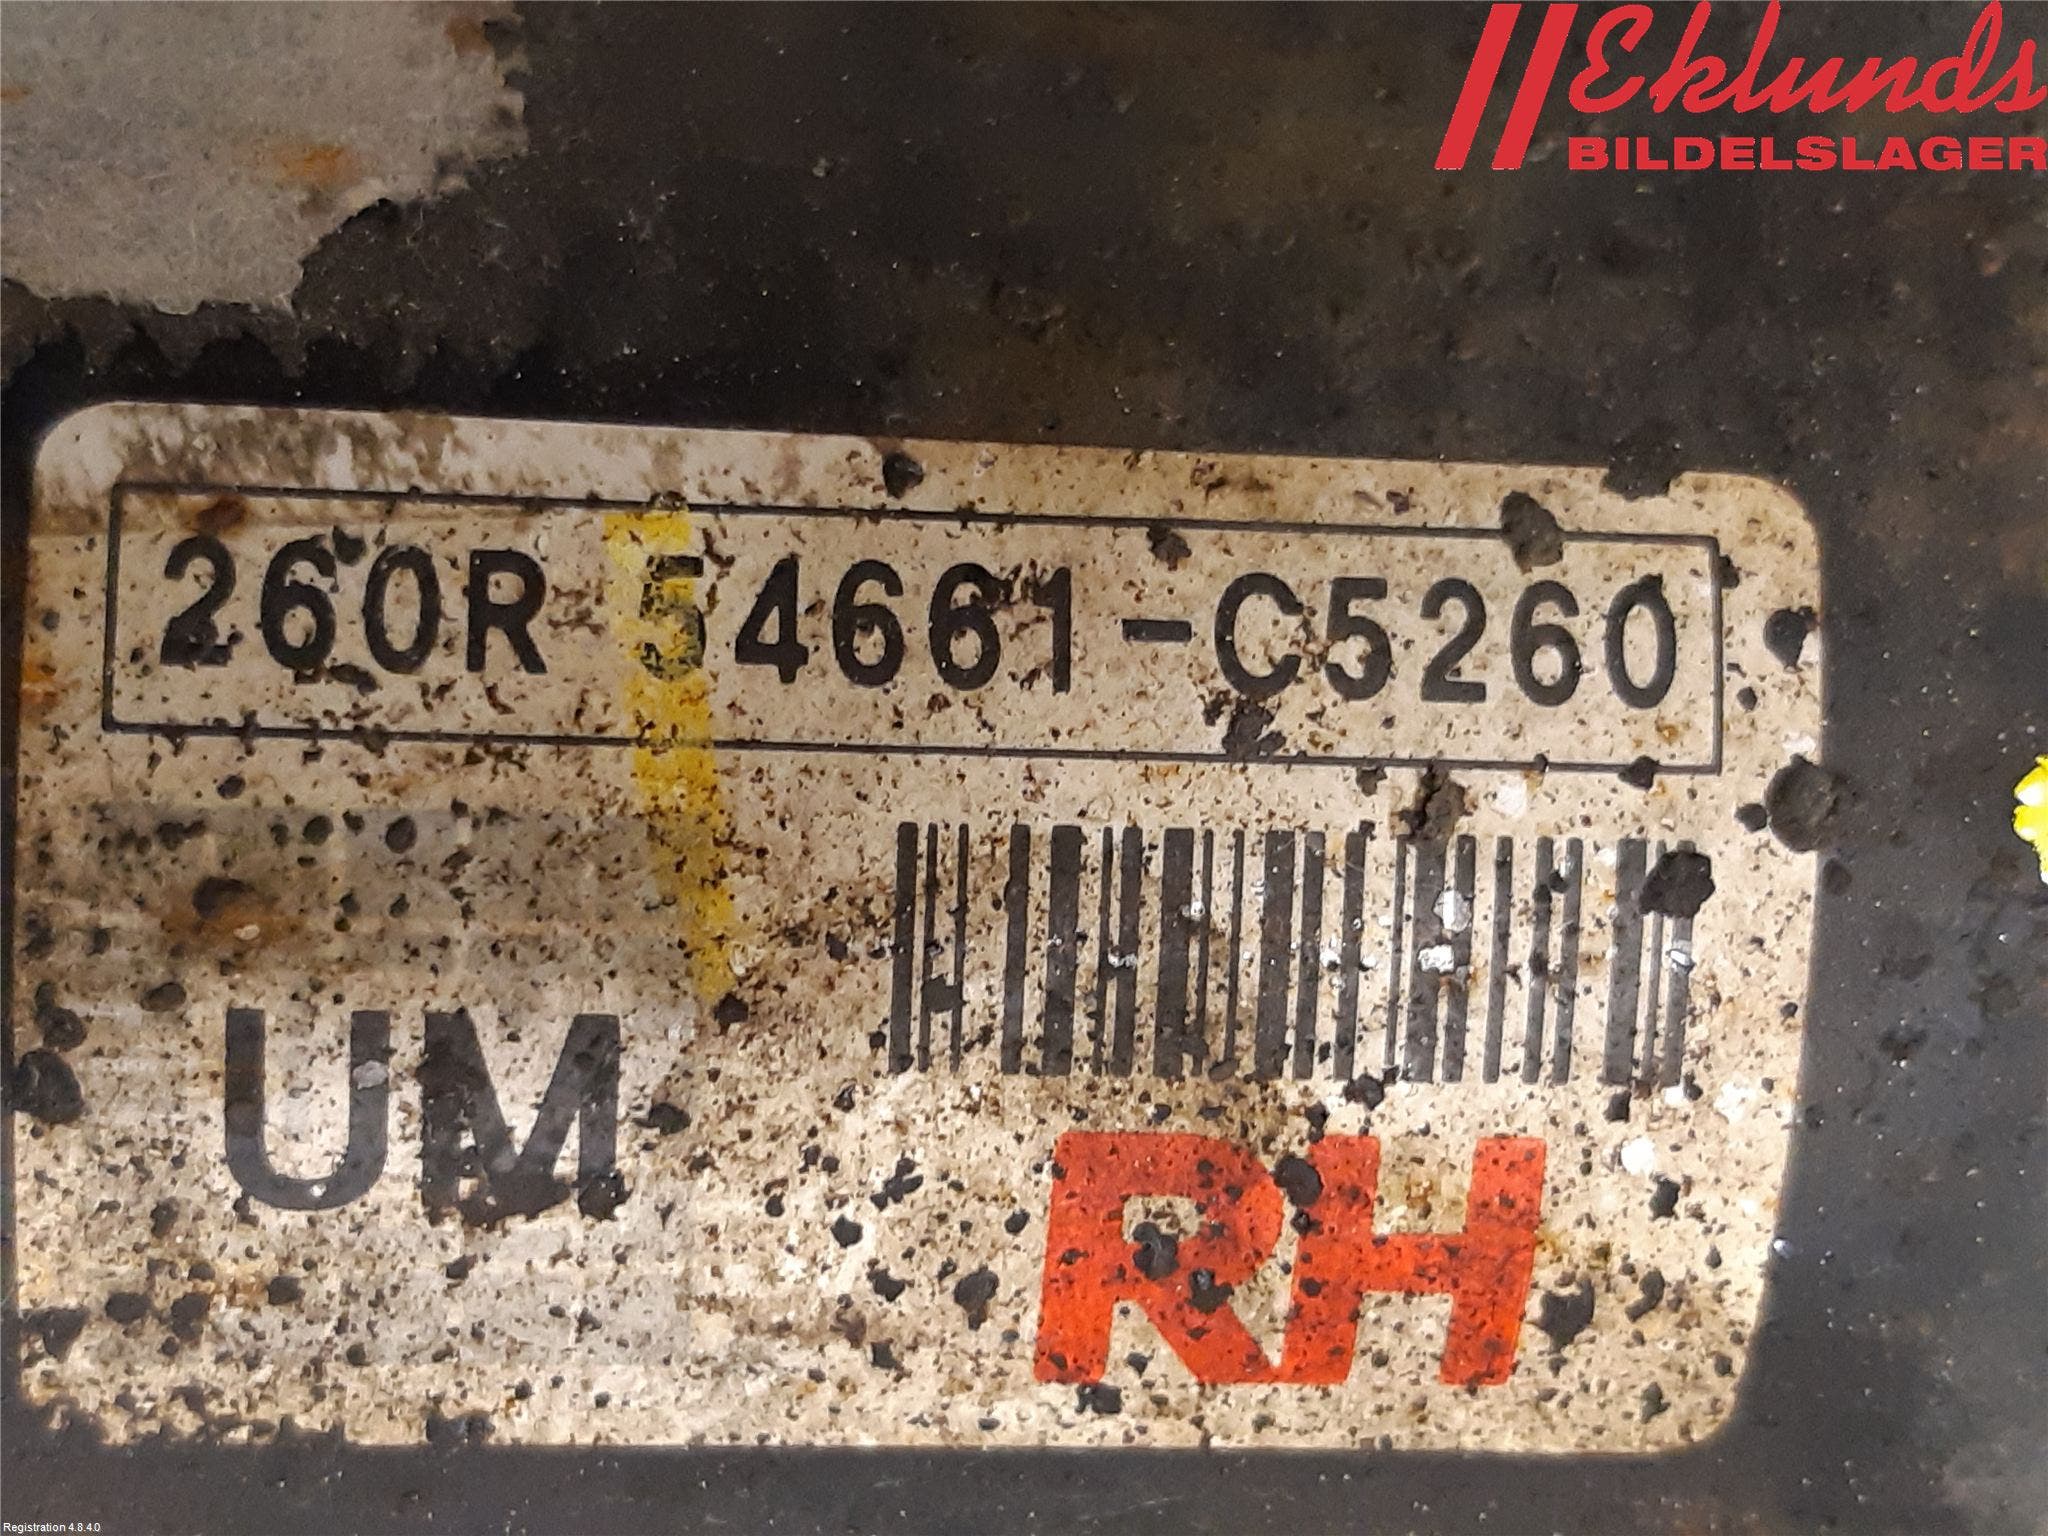 Eklunds
BILDELSLAGER
260R 54661-C5260
UM
RH
Registration 4.8.4.0